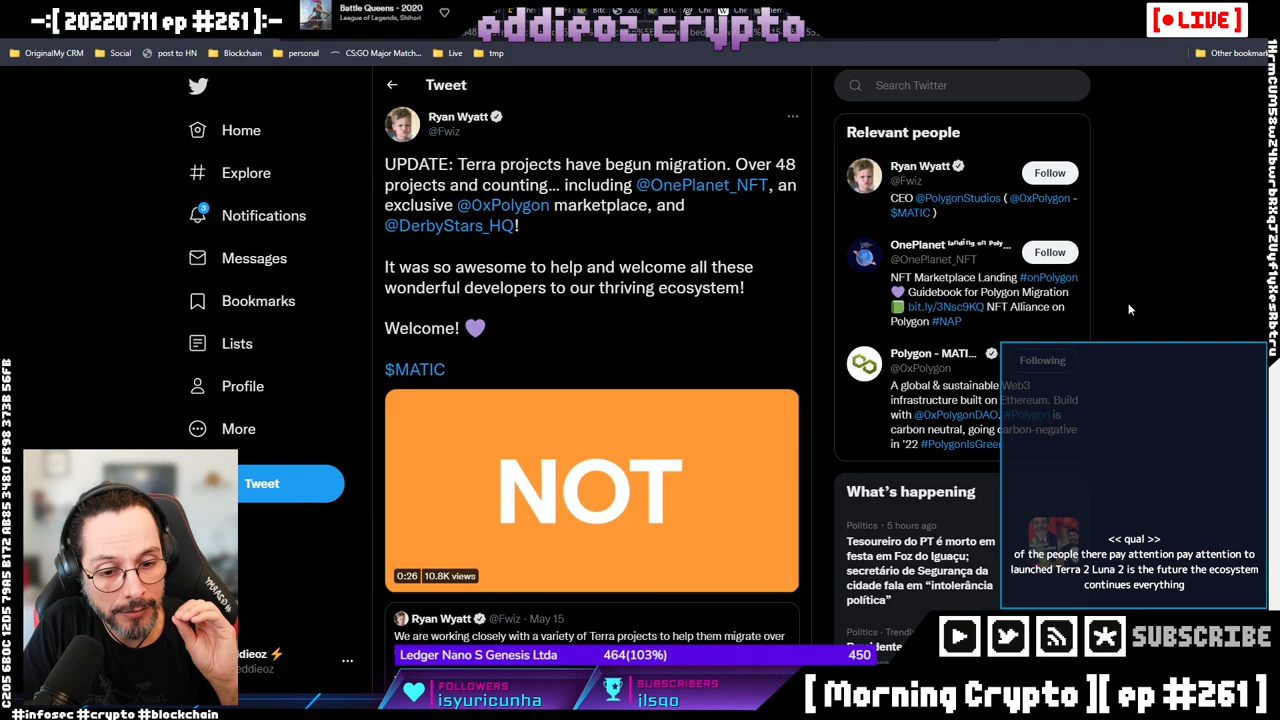 -:[ 20220711 ep #261 ]:-
Battle Queens - 2020
League of Legends, Shihori
eddieoz.crypto
[• LIVE ]
OriginalMy CRM
Social
post to HN
Blockchain
personal
CS:GO Major Match...
Live
tmp
Other bookmar
Home
Explore
3
Notifications
Messages
Bookmarks
Lists
Profile
More
Tweet
Tweet
Ryan Wyatt
@Fwiz
UPDATE: Terra projects have begun migration. Over 48
projects and counting... including @OnePlanet_NFT, an
exclusive @0xPolygon marketplace, and
@DerbyStars_HQ!
It was so awesome to help and welcome all these
wonderful developers to our thriving ecosystem!
Welcome! 💜
$MATIC
NOT
0:26 10.8K views
Ryan Wyatt @Fwiz · May 15
We are working closely with a variety of Terra projects to help them migrate over
Search Twitter
Relevant people
Ryan Wyatt
@Fwiz
Follow
CEO @PolygonStudios ( @0xPolygon -
$MATIC )
OnePlanet ˡᵃⁿᵈⁱⁿᵍ ᵒⁿ ᴾᵒˡʸ...
@OnePlanet_NFT
Follow
NFT Marketplace Landing #onPolygon
💜 Guidebook for Polygon Migration
📗 bit.ly/3Nsc9KQ NFT Alliance on
Polygon #NAP
Polygon - MATI...
@0xPolygon
Following
A global & sustainable Web3
infrastructure built on Ethereum. Build
with @0xPolygonDAO. #Polygon is
carbon neutral, going carbon-negative
in '22 #PolygonIsGreen
What's happening
Politics · 5 hours ago
Tesoureiro do PT é morto em
festa em Foz do Iguaçu;
secretário de Segurança da
cidade fala em “intolerância
política”
Politics · Trendi
<< qual >>
of the people there pay attention pay attention to
launched Terra 2 Luna 2 is the future the ecosystem
continues everything
YMRAGD
ddieoz ⚡
eddieoz
Ledger Nano S Genesis Ltda 464(103%) 450
FOLLOWERS
isyuricunha
SUBSCRIBERS
ilsgo
SUBSCRIBE
[ Morning Crypto ][ ep #261 ]
#infosec #crypto #blockchain